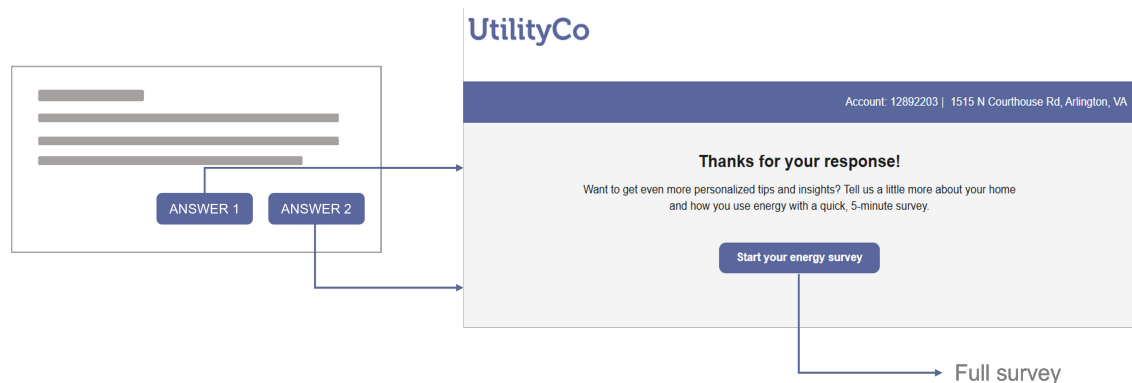 UtilityCo
Account: 12892203 | 1515 N Courthouse Rd, Arlington, VA
Thanks for your response!
Want to get even more personalized tips and insights? Tell us a little more about your home
and how you use energy with a quick, 5-minute survey.
ANSWER 1
ANSWER 2
Start your energy survey
Full survey